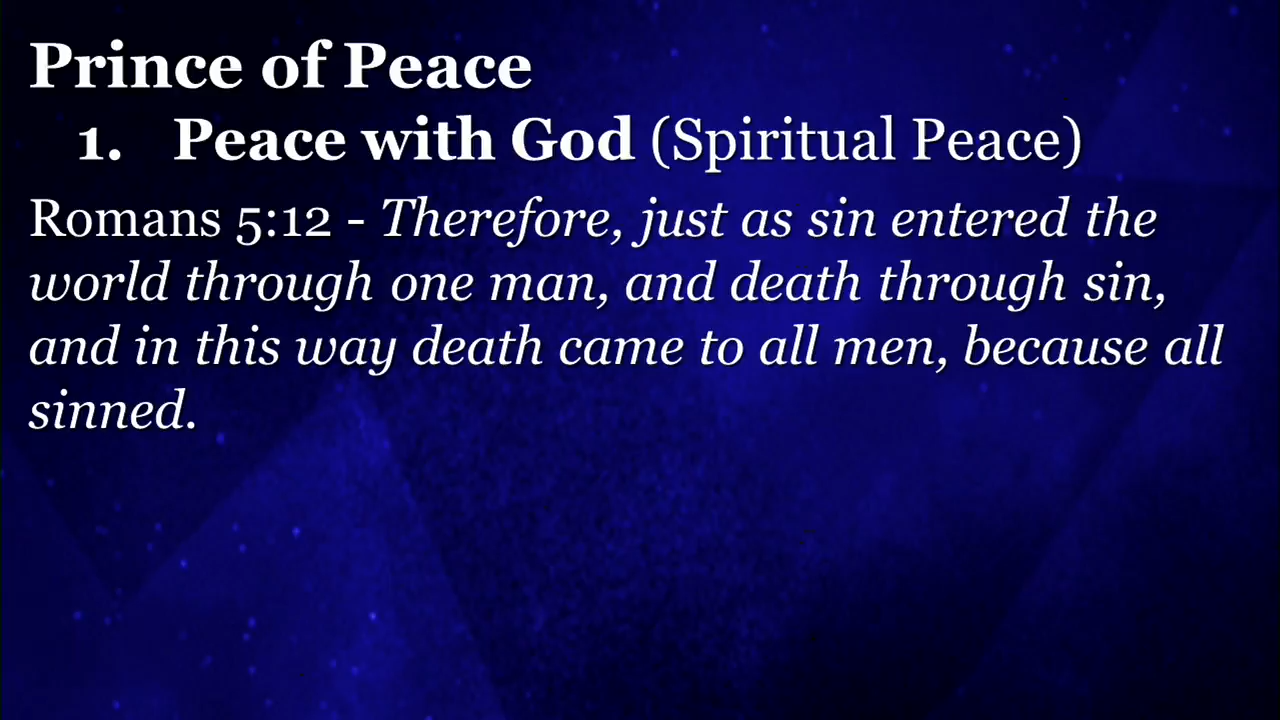 Prince of Peace
1. Peace with God (Spiritual Peace)
Romans 5:12 - Therefore, just as sin entered the
world through one man, and death through sin,
and in this way death came to all men, because all
sinned.